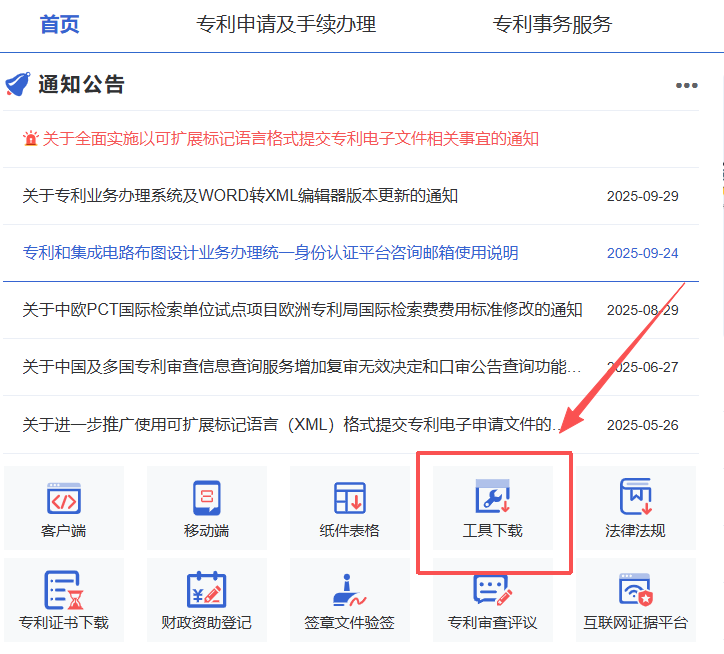 首页 专利申请及手续办理 专利事务服务
通知公告
关于全面实施以可扩展标记语言格式提交专利电子文件相关事宜的通知
关于专利业务办理系统及WORD转XML编辑器版本更新的通知 2025-09-29
专利和集成电路布图设计业务办理统一身份认证平台咨询邮箱使用说明 2025-09-24
关于中欧PCT国际检索单位试点项目欧洲专利局国际检索费费用标准修改的通知 2025-08-29
关于中国及多国专利审查信息查询服务增加复审无效决定和口审公告查询功能... 2025-06-27
关于进一步推广使用可扩展标记语言（XML）格式提交专利电子申请文件的... 2025-05-26
客户端 移动端 纸件表格 工具下载 法律法规
专利证书下载 财政资助登记 签章文件验签 专利审查评议 互联网证据平台